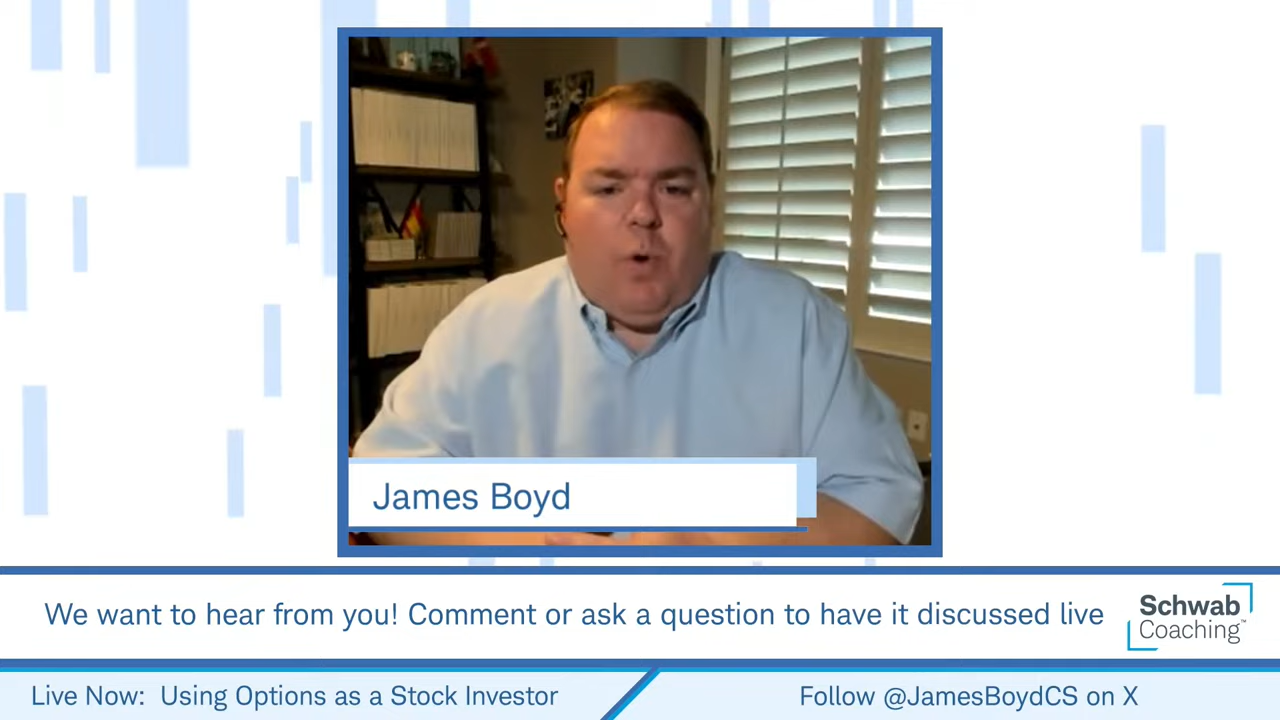 James Boyd
We want to hear from you! Comment or ask a question to have it discussed live
Schwab
Coaching™
Live Now: Using Options as a Stock Investor
Follow @JamesBoydCS on X